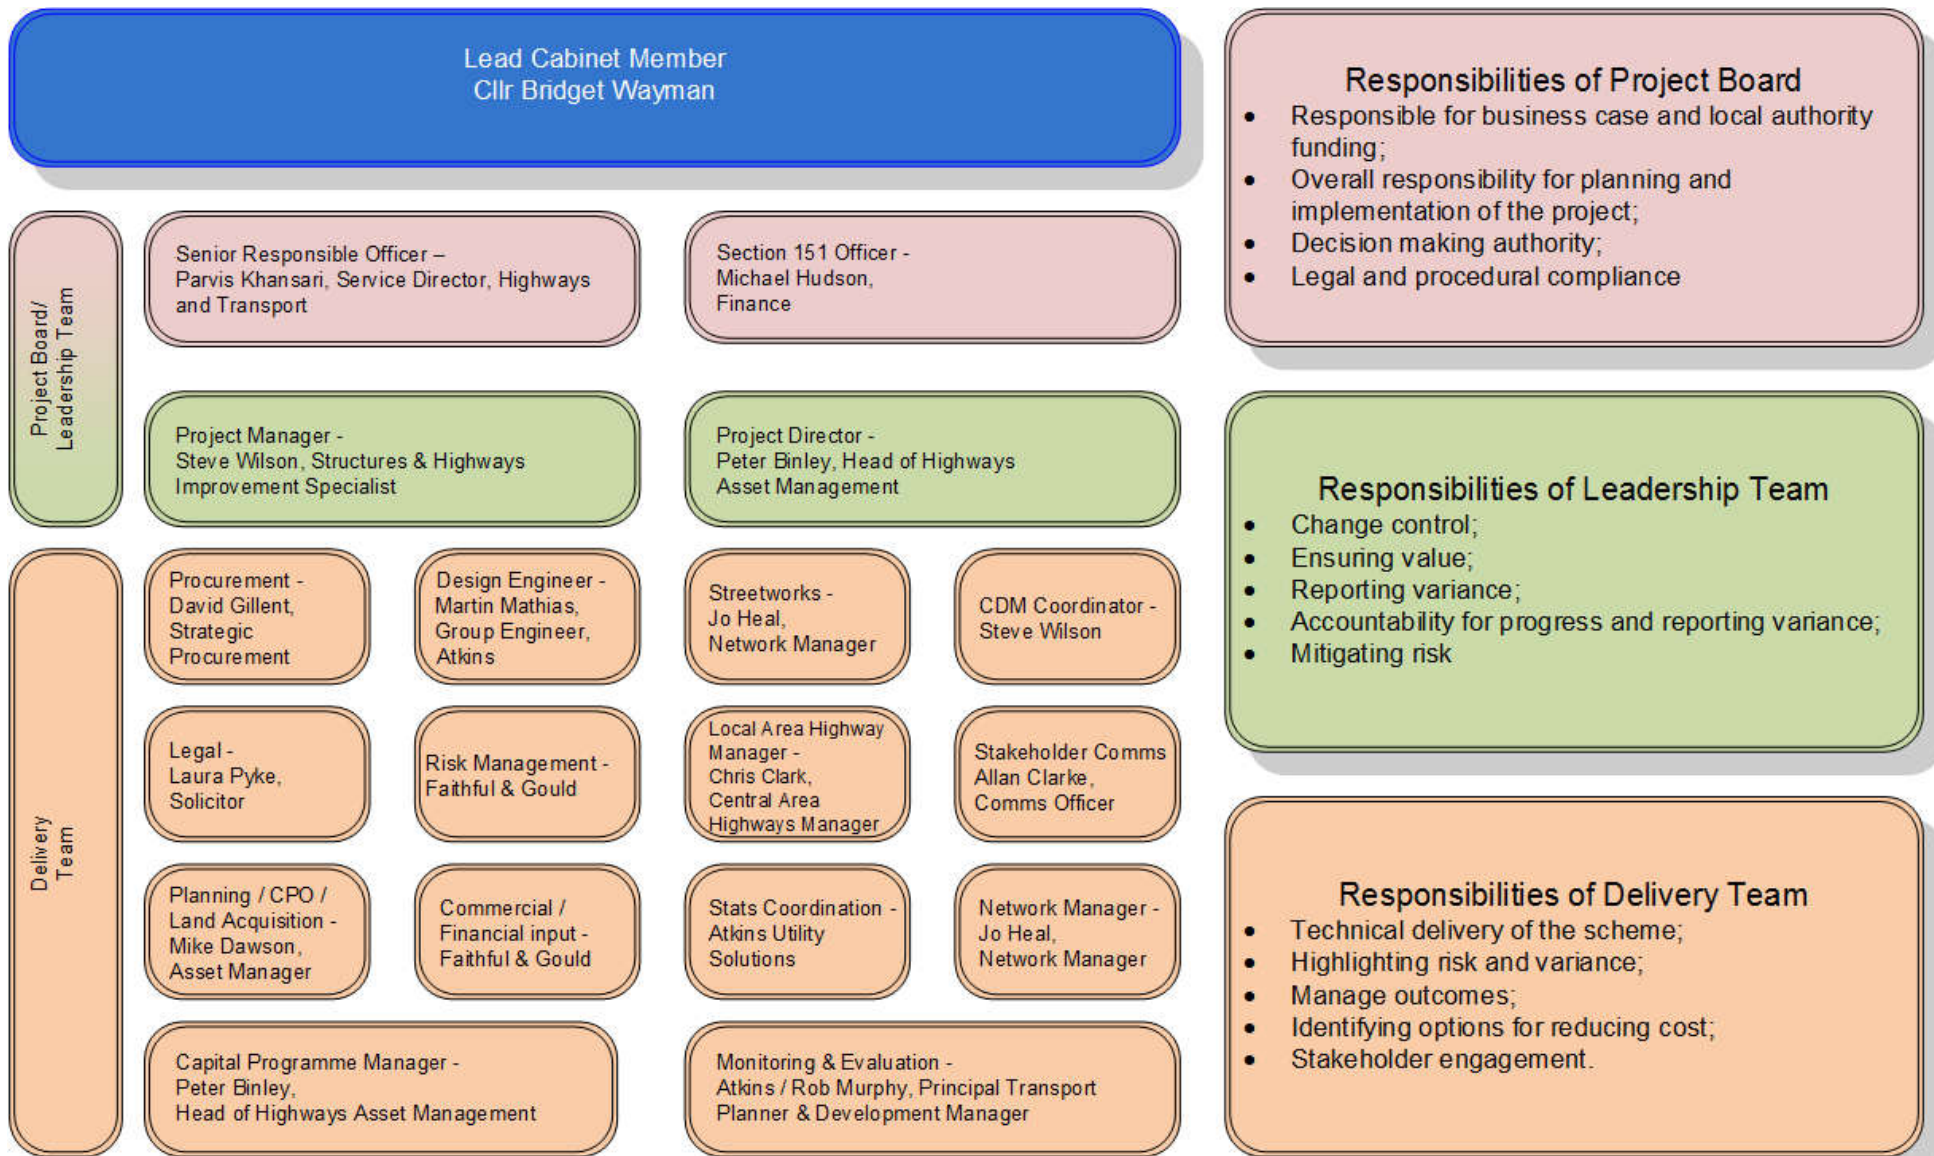 Lead Cabinet Member
Cllr Bridget Wayman
Project Board/
Leadership Team
Senior Responsible Officer –
Parvis Khansari, Service Director, Highways
and Transport
Section 151 Officer -
Michael Hudson,
Finance
Project Manager -
Steve Wilson, Structures & Highways
Improvement Specialist
Project Director -
Peter Binley, Head of Highways
Asset Management
Delivery
Team
Procurement -
David Gillent,
Strategic
Procurement
Design Engineer -
Martin Mathias,
Group Engineer,
Atkins
Streetworks -
Jo Heal,
Network Manager
CDM Coordinator -
Steve Wilson
Legal -
Laura Pyke,
Solicitor
Risk Management -
Faithful & Gould
Local Area Highway
Manager -
Chris Clark,
Central Area
Highways Manager
Stakeholder Comms
Allan Clarke,
Comms Officer
Planning / CPO /
Land Acquisition -
Mike Dawson,
Asset Manager
Commercial /
Financial input -
Faithful & Gould
Stats Coordination -
Atkins Utility
Solutions
Network Manager -
Jo Heal,
Network Manager
Capital Programme Manager -
Peter Binley,
Head of Highways Asset Management
Monitoring & Evaluation -
Atkins / Rob Murphy, Principal Transport
Planner & Development Manager
Responsibilities of Project Board
• Responsible for business case and local authority
funding;
• Overall responsibility for planning and
implementation of the project;
• Decision making authority;
• Legal and procedural compliance
Responsibilities of Leadership Team
• Change control;
• Ensuring value;
• Reporting variance;
• Accountability for progress and reporting variance;
• Mitigating risk
Responsibilities of Delivery Team
• Technical delivery of the scheme;
• Highlighting risk and variance;
• Manage outcomes;
• Identifying options for reducing cost;
• Stakeholder engagement.